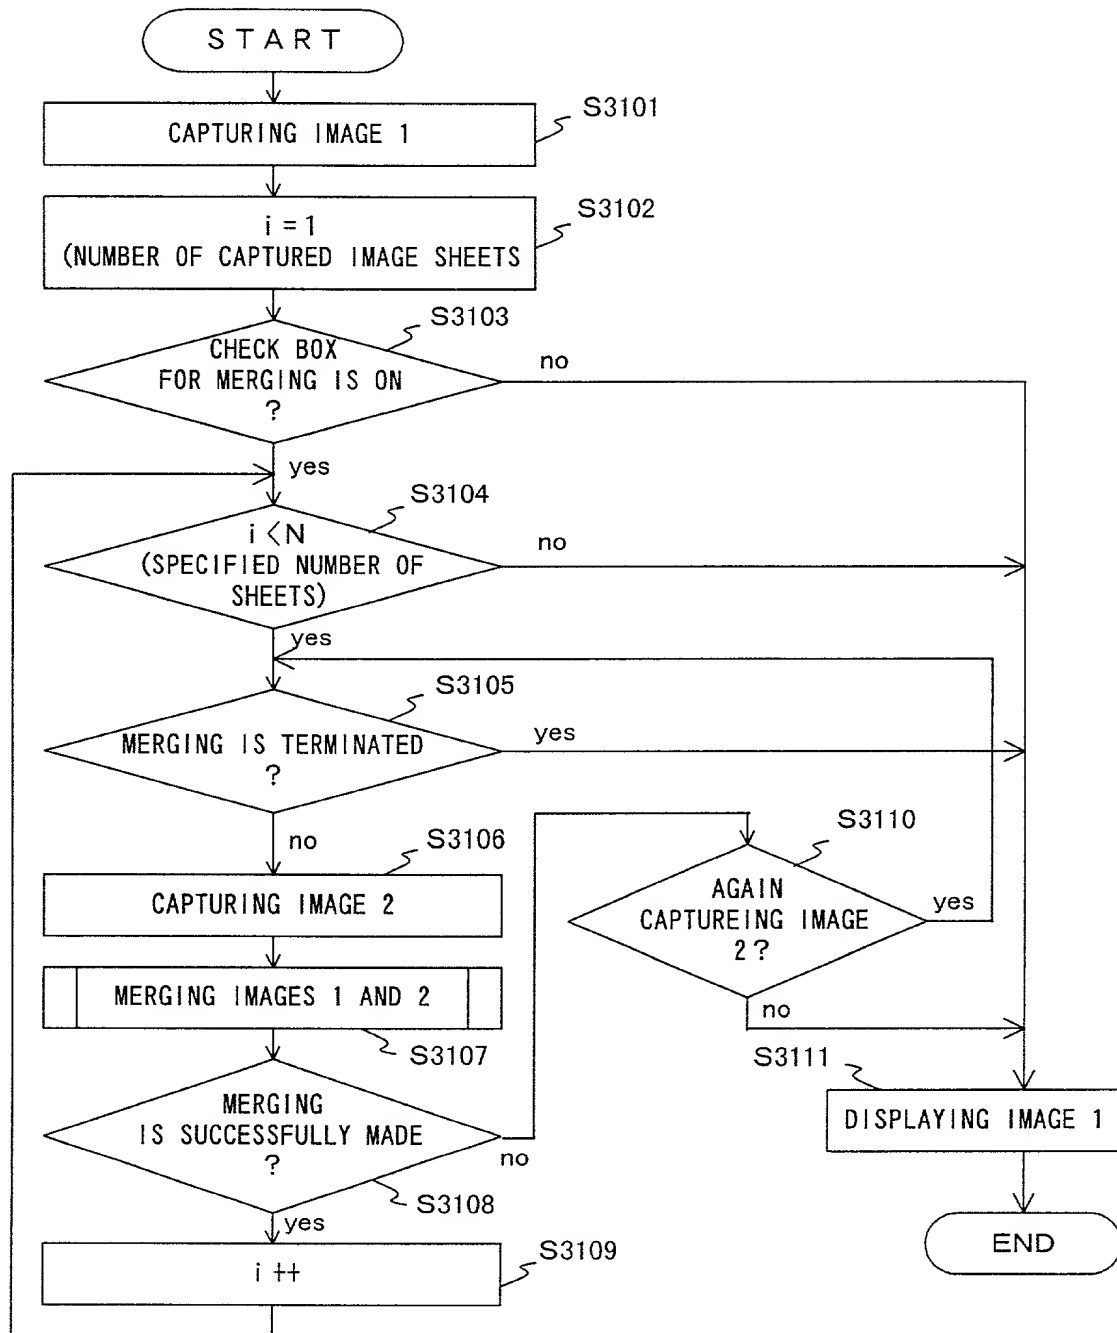 START
CAPTURING IMAGE 1
S3101
i = 1
(NUMBER OF CAPTURED IMAGE SHEETS
S3102
S3103
CHECK BOX
FOR MERGING IS ON
?
no
yes
S3104
i < N
(SPECIFIED NUMBER OF
SHEETS)
no
yes
S3105
MERGING IS TERMINATED
?
yes
no
S3106
CAPTURING IMAGE 2
MERGING IMAGES 1 AND 2
S3107
MERGING
IS SUCCESSFULLY MADE
?
no
S3108
yes
i ++
S3109
S3110
AGAIN
CAPTUREING IMAGE
2?
yes
no
S3111
DISPLAYING IMAGE 1
END